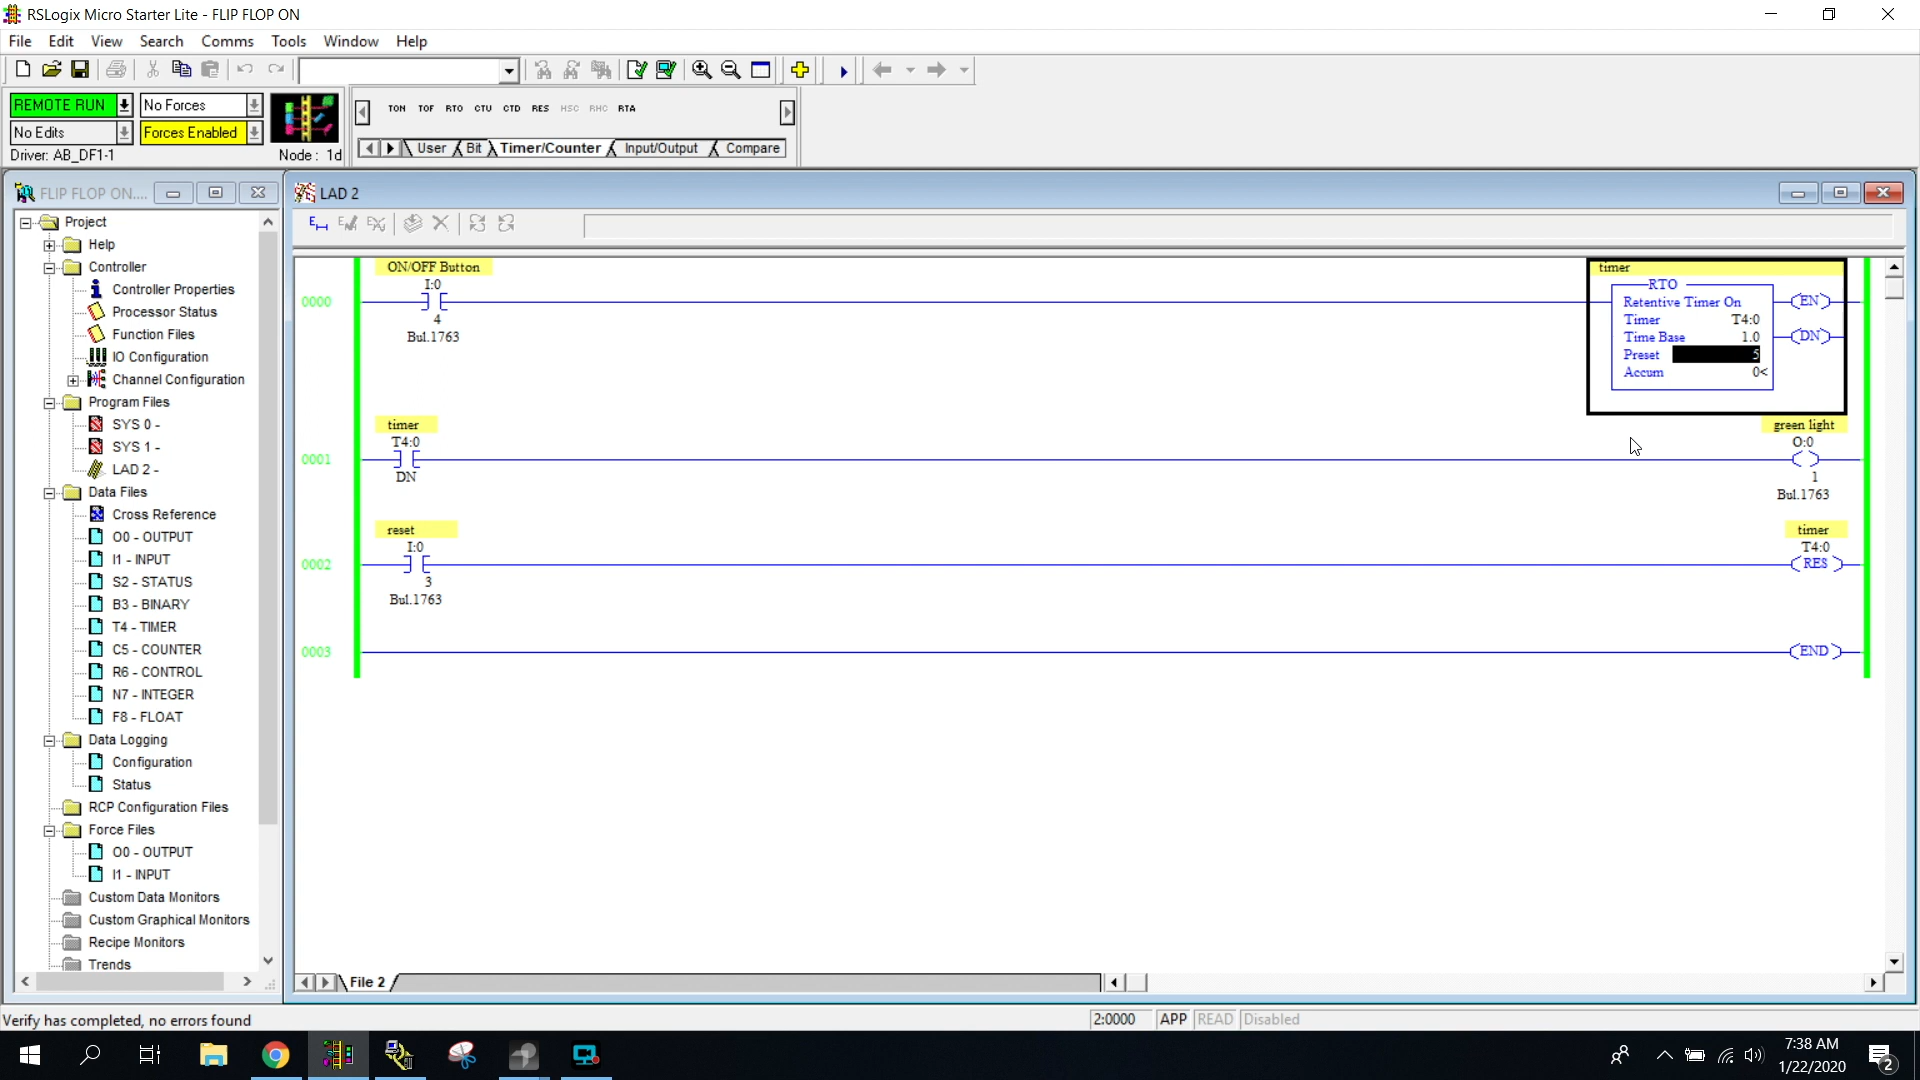 RSLogix Micro Starter Lite - FLIP FLOP ON
File Edit View Search Comms Tools Window Help
REMOTE RUN No Forces
No Edits Forces Enabled
Driver: AB_DF1-1 Node : 1d
TON TOF RTO CTU CTD RES HSC RHC RTA
User Bit Timer/Counter Input/Output Compare
FLIP FLOP ON....
Project
Help
Controller
Controller Properties
Processor Status
Function Files
IO Configuration
Channel Configuration
Program Files
SYS 0 -
SYS 1 -
LAD 2 -
Data Files
Cross Reference
O0 - OUTPUT
I1 - INPUT
S2 - STATUS
B3 - BINARY
T4 - TIMER
C5 - COUNTER
R6 - CONTROL
N7 - INTEGER
F8 - FLOAT
Data Logging
Configuration
Status
RCP Configuration Files
Force Files
O0 - OUTPUT
I1 - INPUT
Custom Data Monitors
Custom Graphical Monitors
Recipe Monitors
Trends
LAD 2
0000
ON/OFF Button
I:0
4
Bul.1763
timer
RTO
Retentive Timer On
Timer T4:0
Time Base 1.0
Preset 5
Accum 0<
EN
DN
0001
timer
T4:0
DN
green light
O:0
1
Bul.1763
0002
reset
I:0
3
Bul.1763
timer
T4:0
RES
0003
END
File 2
Verify has completed, no errors found
2:0000 APP READ Disabled
7:38 AM
1/22/2020
2